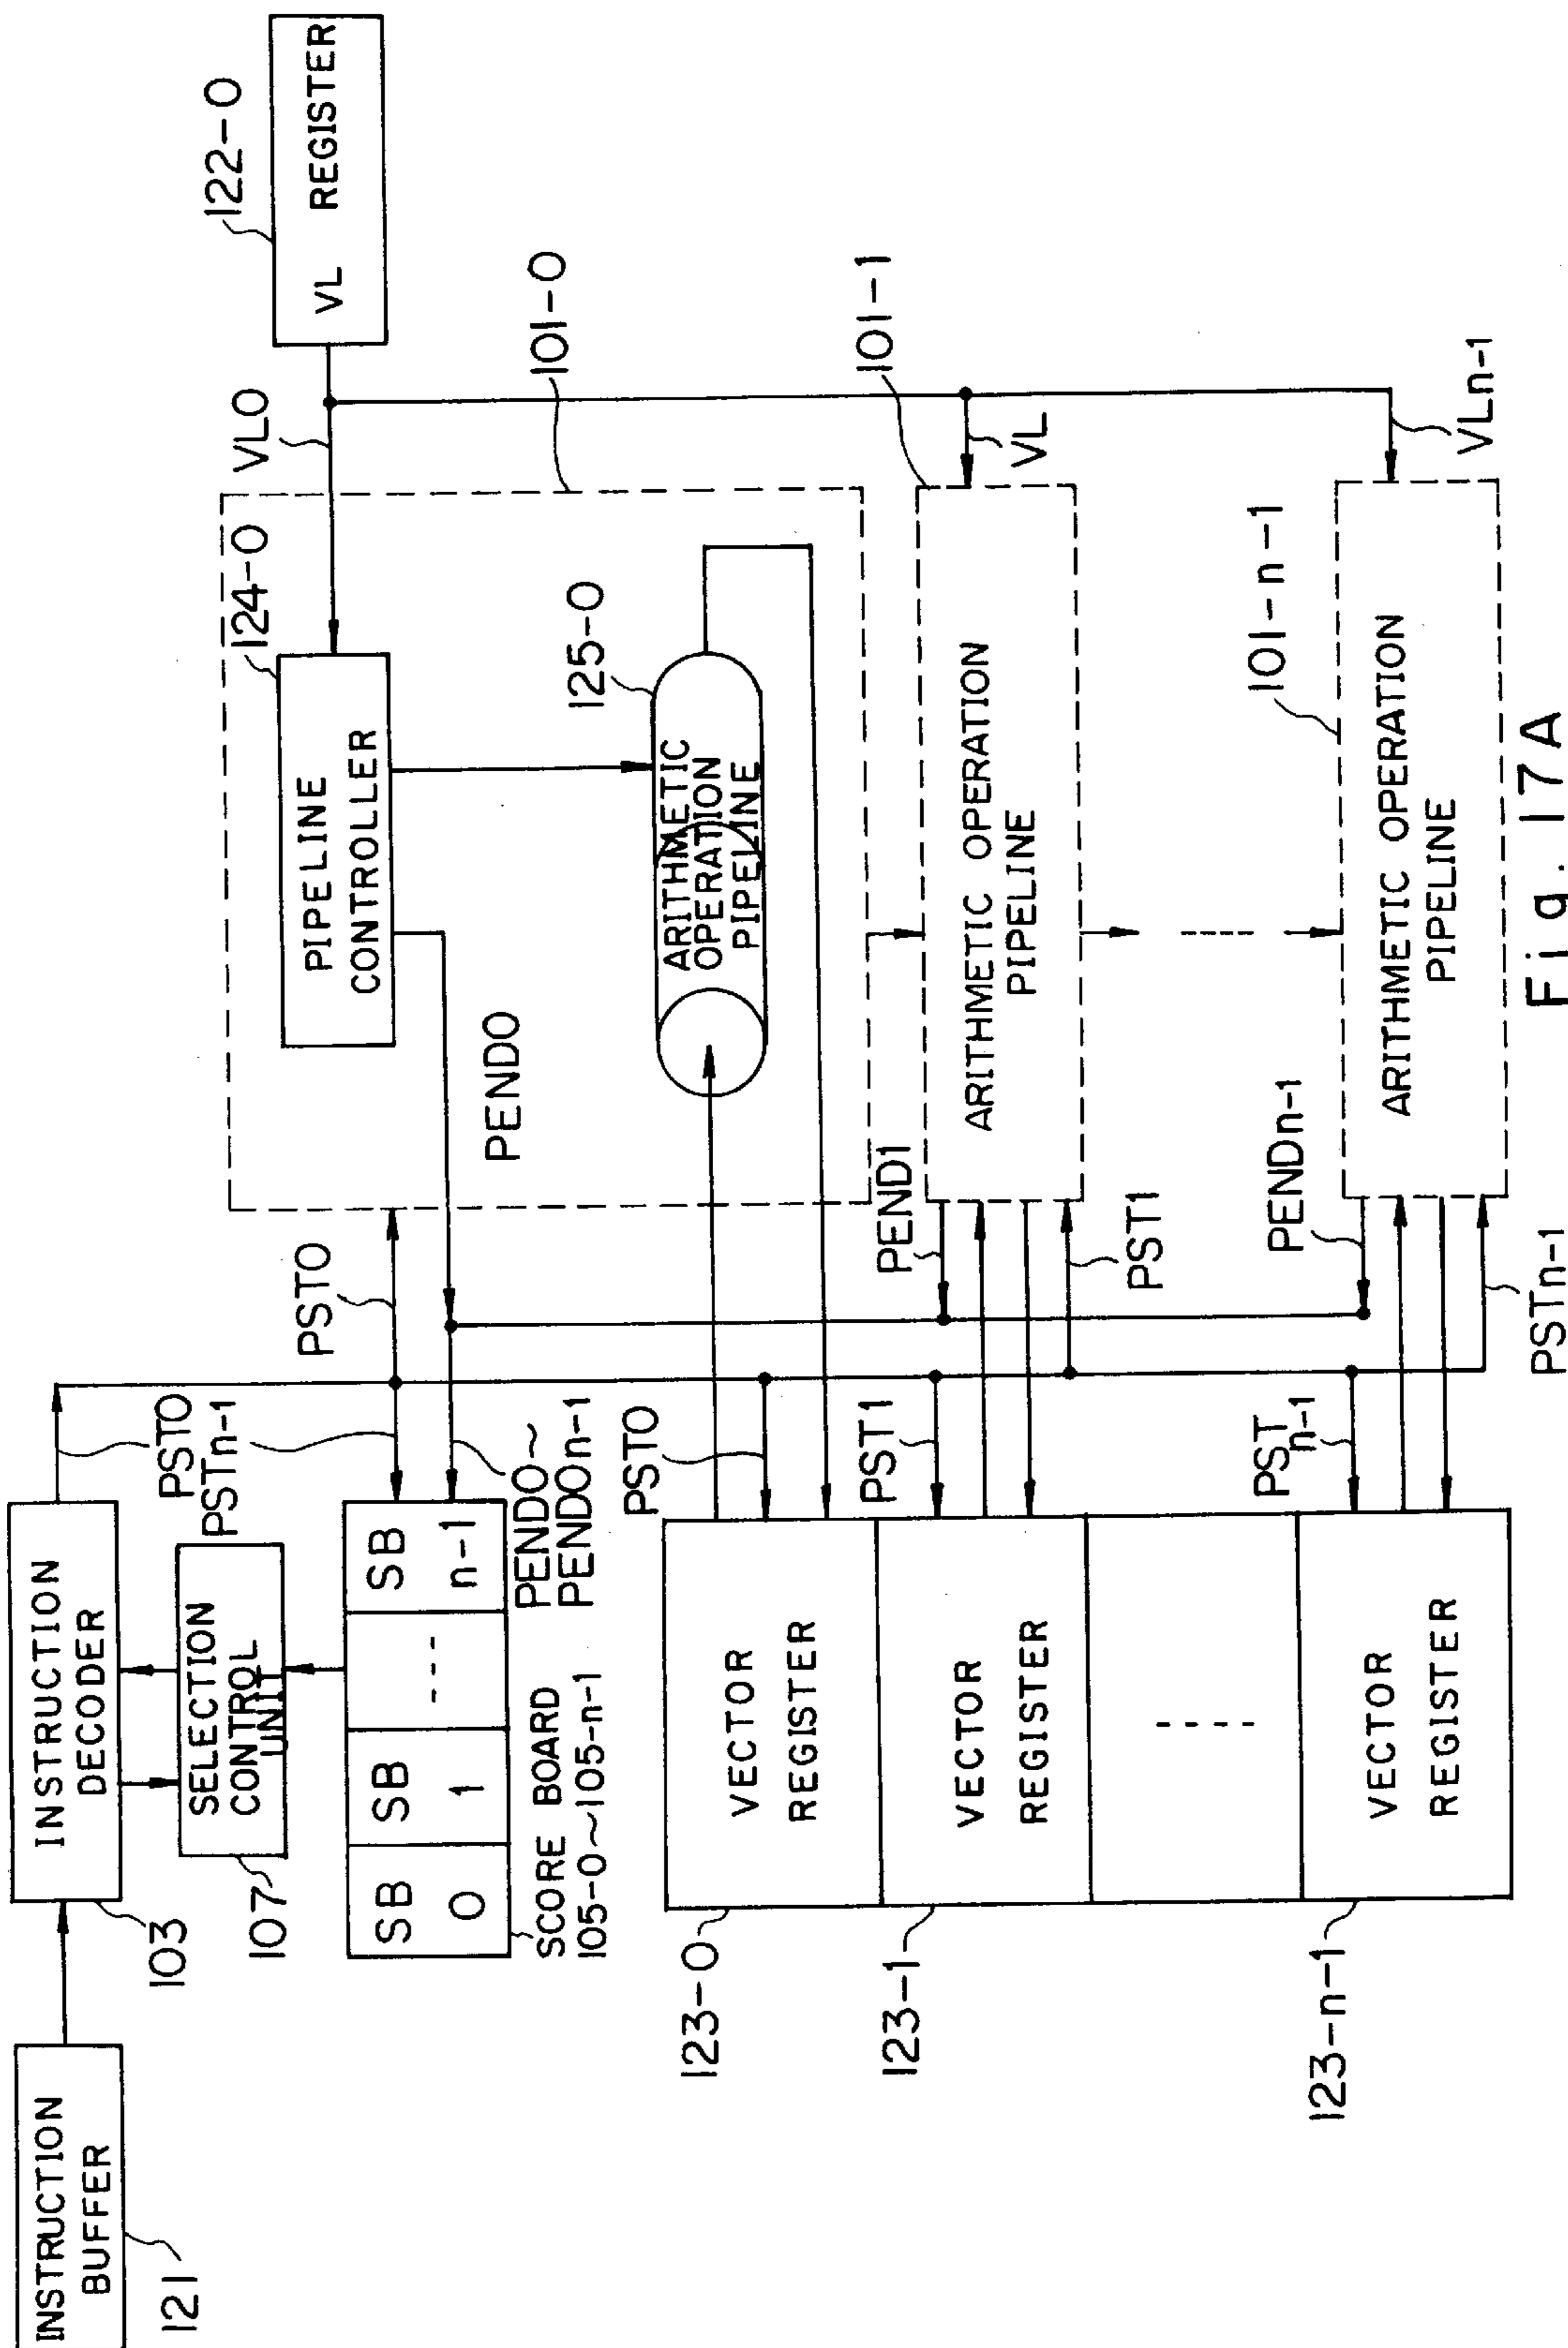 INSTRUCTION
BUFFER
121
INSTRUCTION
DECODER
103
SELECTION
CONTROL
UNIT
107
PST0
PSTn-1
SB
0
SB
1
----
SB
n-1
SCORE BOARD
105-0~105-n-1
PEND0~
PEND0n-1
PST0
PEND0
PIPELINE
CONTROLLER
124-0
VL0
VL REGISTER
122-0
101-0
ARITHMETIC
OPERATION
PIPELINE
125-0
VECTOR
REGISTER
123-0
PST0
VECTOR
REGISTER
123-1
PST1
PEND1
PST1
ARITHMETIC OPERATION
PIPELINE
101-1
VL
-----
----
VECTOR
REGISTER
123-n-1
PST
n-1
PENDn-1
PSTn-1
ARITHMETIC OPERATION
PIPELINE
101-n-1
VLn-1
Fig. 17A